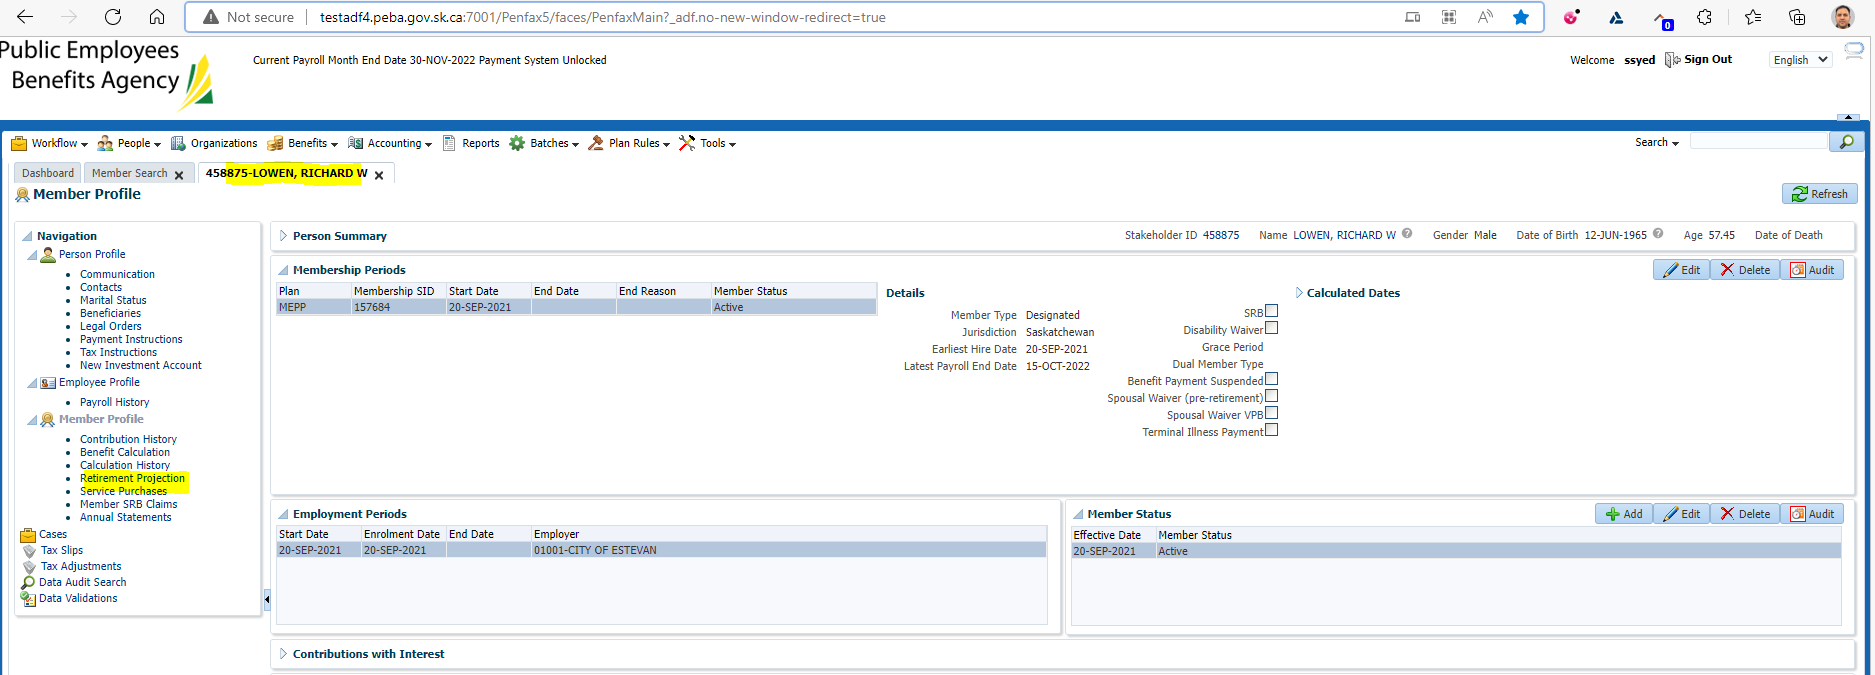 Not secure testadf4.peba.gov.sk.ca:7001/Penfax5/faces/PenfaxMain?_adf.no-new-window-redirect=true
0
Public Employees
Benefits Agency
Current Payroll Month End Date 30-NOV-2022 Payment System Unlocked
Welcome ssyed Sign Out English
Workflow People Organizations Benefits Accounting Reports Batches Plan Rules Tools Search
Dashboard Member Search 458875-LOWEN, RICHARD W
Member Profile
Refresh
Navigation
Person Profile
Communication
Contacts
Marital Status
Beneficiaries
Legal Orders
Payment Instructions
Tax Instructions
New Investment Account
Employee Profile
Payroll History
Member Profile
Contribution History
Benefit Calculation
Calculation History
Retirement Projection
Service Purchases
Member SRB Claims
Annual Statements
Cases
Tax Slips
Tax Adjustments
Data Audit Search
Data Validations
Person Summary Stakeholder ID 458875 Name LOWEN, RICHARD W Gender Male Date of Birth 12-JUN-1965 Age 57.45 Date of Death
Membership Periods Edit Delete Audit
Plan Membership SID Start Date End Date End Reason Member Status
MEPP 157684 20-SEP-2021 Active
Details
Member Type Designated
Jurisdiction Saskatchewan
Earliest Hire Date 20-SEP-2021
Latest Payroll End Date 15-OCT-2022
SRB
Disability Waiver
Grace Period
Dual Member Type
Benefit Payment Suspended
Spousal Waiver (pre-retirement)
Spousal Waiver VPB
Terminal Illness Payment
Calculated Dates
Employment Periods
Start Date Enrolment Date End Date Employer
20-SEP-2021 20-SEP-2021 01001-CITY OF ESTEVAN
Member Status Add Edit Delete Audit
Effective Date Member Status
20-SEP-2021 Active
Contributions with Interest